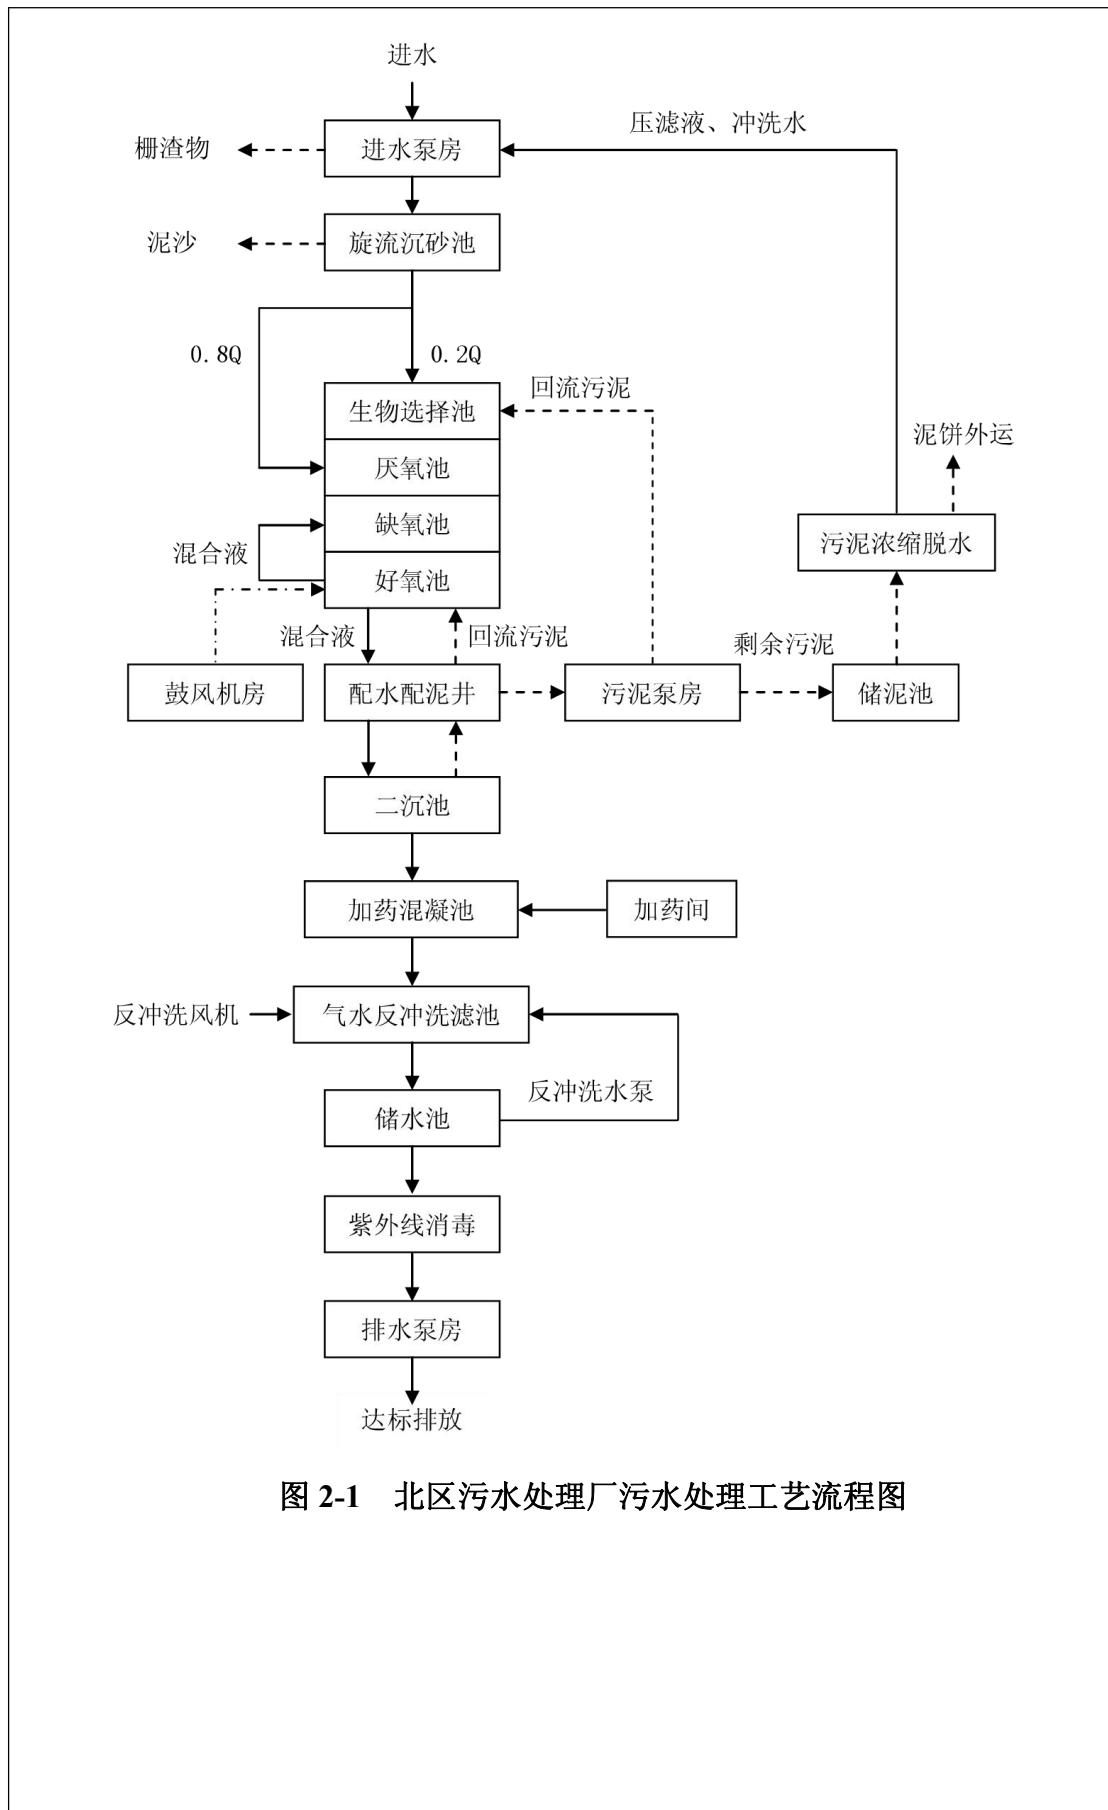 进水
压滤液、冲洗水
栅渣物
进水泵房
泥沙
旋流沉砂池
0.8Q
0.2Q
回流污泥
生物选择池
泥饼外运
厌氧池
缺氧池
污泥浓缩脱水
混合液
好氧池
混合液
回流污泥
剩余污泥
鼓风机房
配水配泥井
污泥泵房
储泥池
二沉池
加药混凝池
加药间
反冲洗风机
气水反冲洗滤池
反冲洗水泵
储水池
紫外线消毒
排水泵房
达标排放
图 2-1 北区污水处理厂污水处理工艺流程图